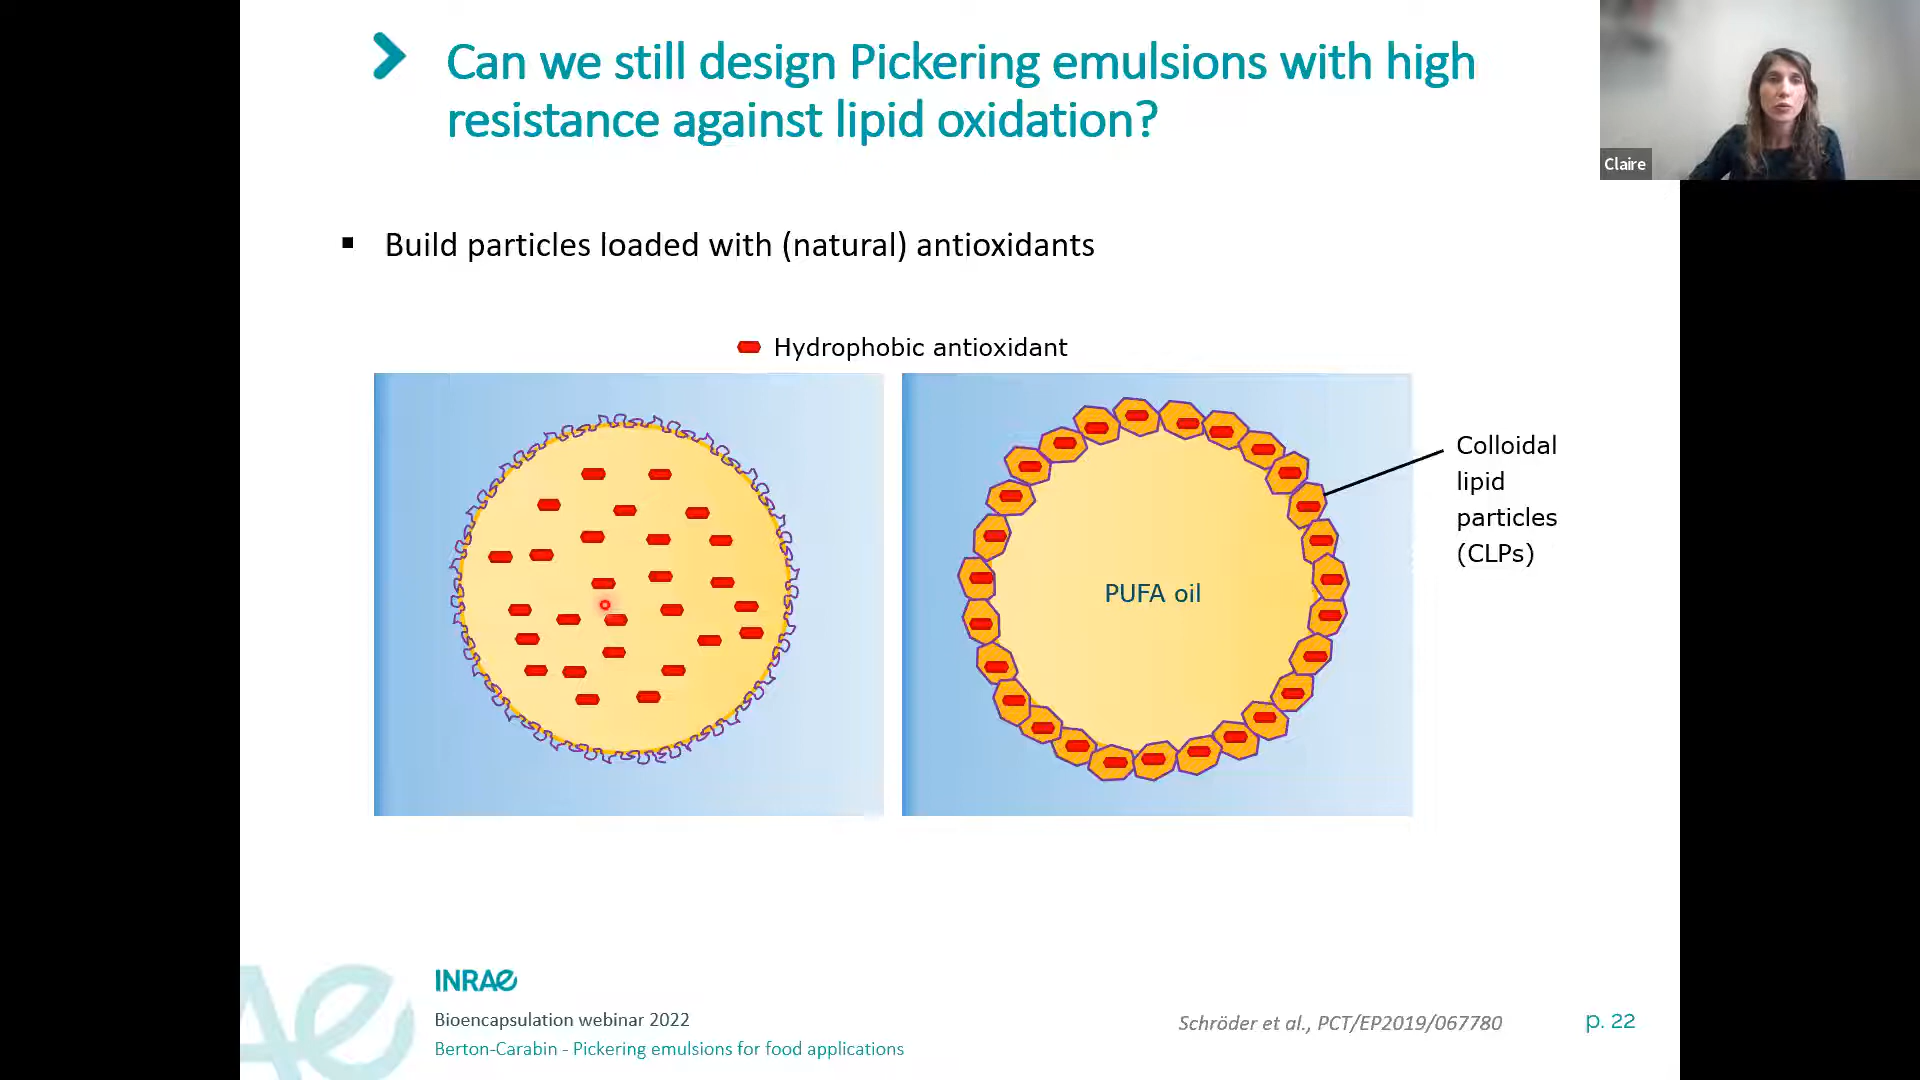 Can we still design Pickering emulsions with high
resistance against lipid oxidation?
Claire
Build particles loaded with (natural) antioxidants
Hydrophobic antioxidant
Colloidal
lipid
particles
(CLPs)
PUFA oil
INRAE
Bioencapsulation webinar 2022
Berton-Carabin - Pickering emulsions for food applications
Schröder et al., PCT/EP2019/067780
p. 22